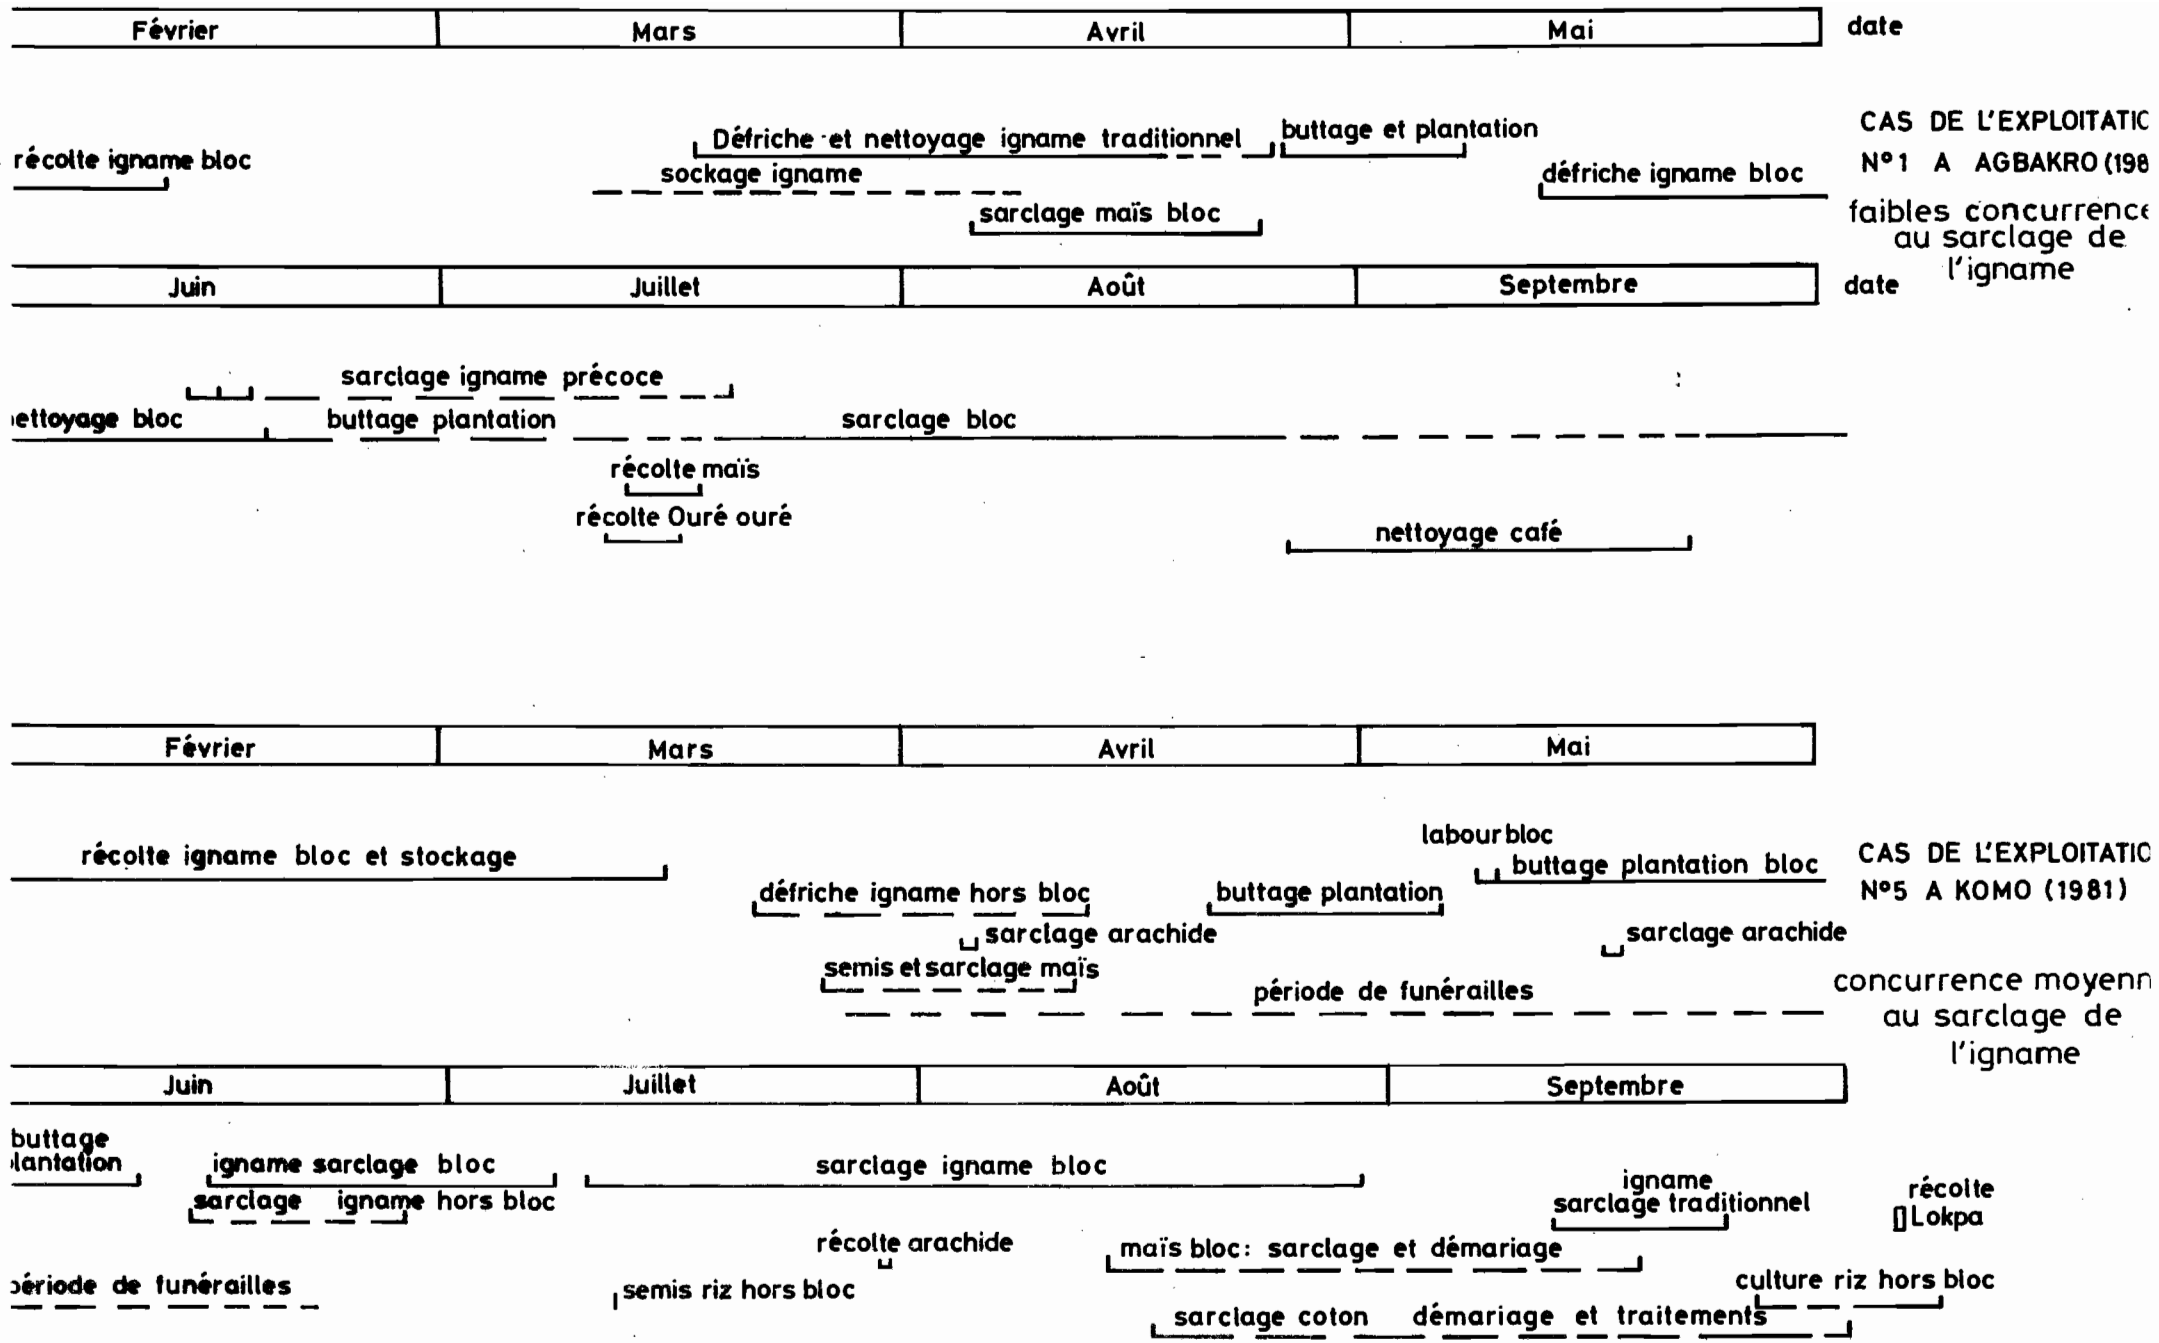 Février Mars Avril Mai date
CAS DE L'EXPLOITATIC
Défriche et nettoyage igname traditionnel buttage et plantation
récolte igname bloc N°1 A AGBAKRO (198
sockage igname défriche igname bloc
sarclage maïs bloc faibles concurrence
au sarclage de
l'igname
Juin Juillet Août Septembre date
sarclage igname précoce
ettoyage bloc buttage plantation sarclage bloc
récolte maïs
récolte Ouré ouré
nettoyage café
Février Mars Avril Mai
labour bloc
récolte igname bloc et stockage buttage plantation bloc CAS DE L'EXPLOITATIC
défriche igname hors bloc buttage plantation N°5 A KOMO (1981)
sarclage arachide sarclage arachide
semis et sarclage maïs concurrence moyenn
période de funérailles
au sarclage de
l'igname
Juin Juillet Août Septembre
buttage
lantation igname sarclage bloc sarclage igname bloc
igname
sarclage igname hors bloc sarclage traditionnel récolte
Lokpa
récolte arachide maïs bloc: sarclage et démariage
ériode de funérailles semis riz hors bloc culture riz hors bloc
sarclage coton démariage et traitements